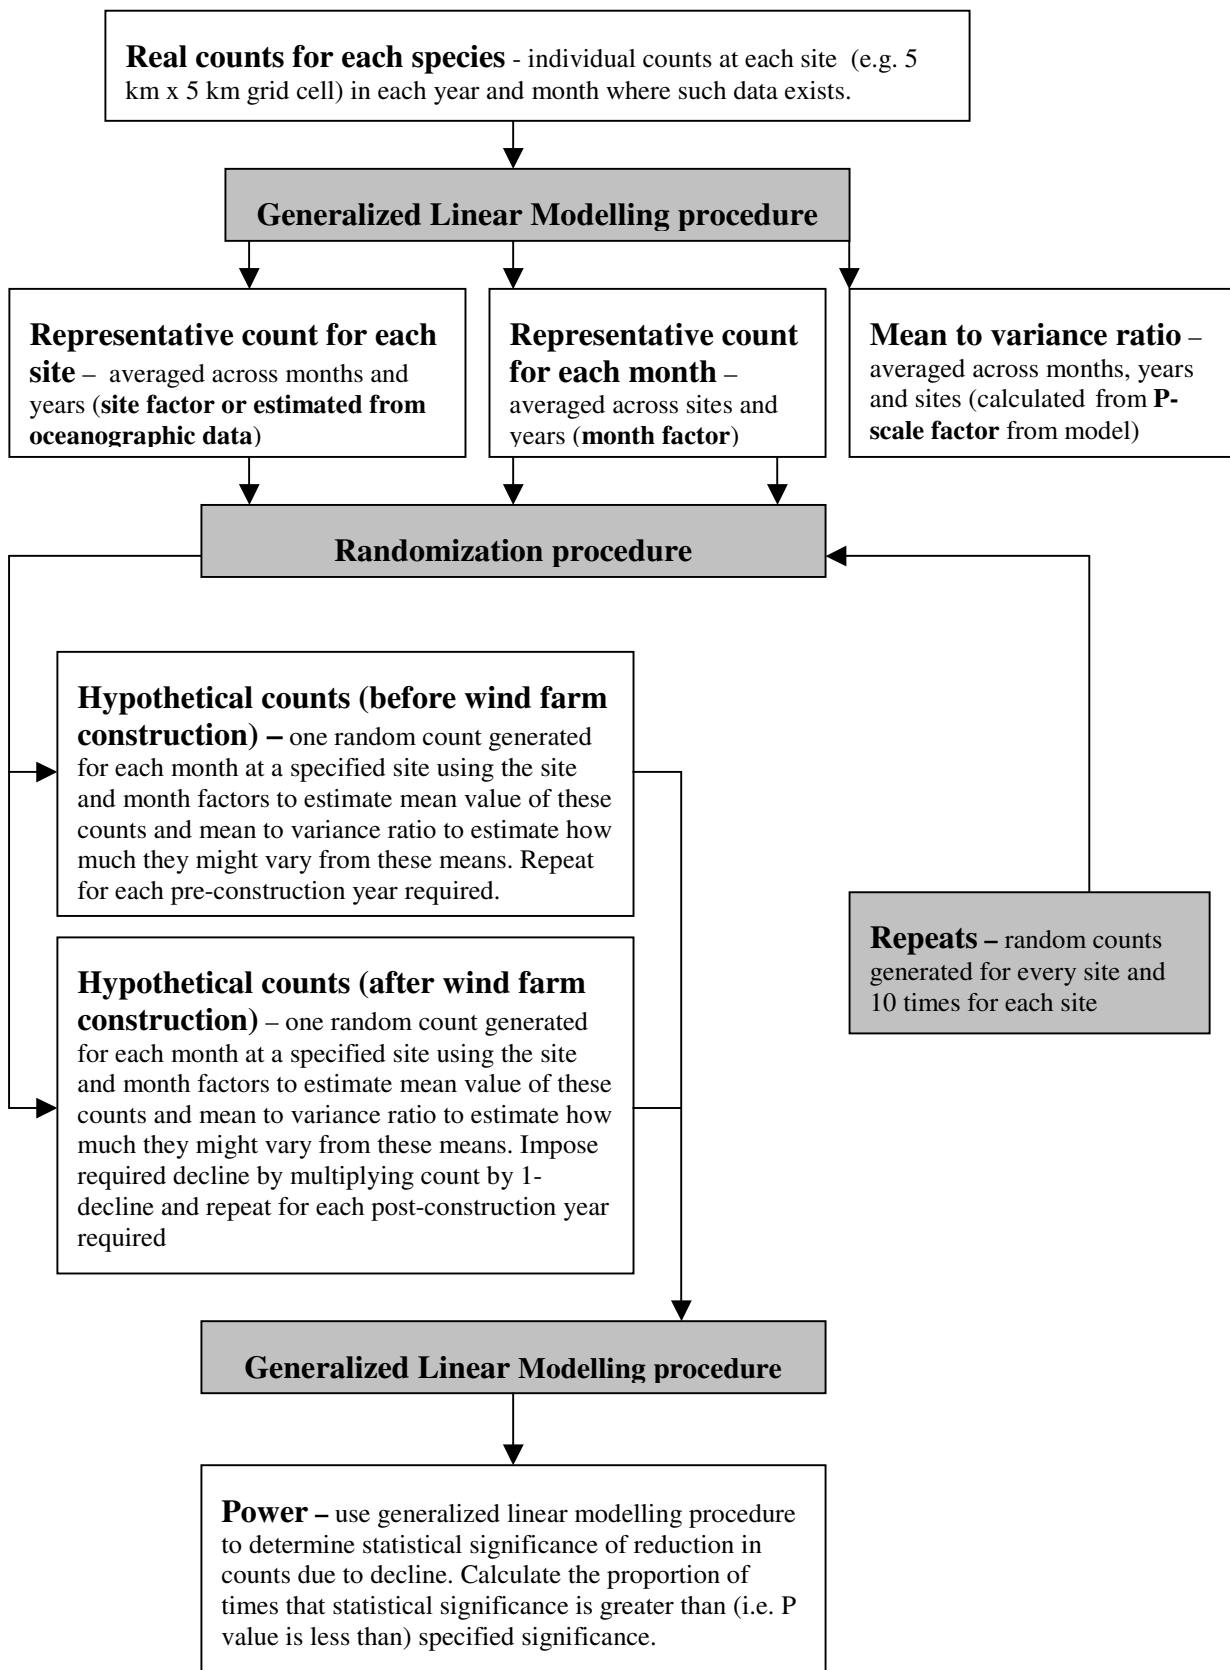 Real counts for each species - individual counts at each site (e.g. 5
km x 5 km grid cell) in each year and month where such data exists.
Generalized Linear Modelling procedure
Representative count for each
site – averaged across months and
years (site factor or estimated from
oceanographic data)
Representative count
for each month –
averaged across sites and
years (month factor)
Mean to variance ratio –
averaged across months, years
and sites (calculated from P-
scale factor from model)
Randomization procedure
Hypothetical counts (before wind farm
construction) – one random count generated
for each month at a specified site using the site
and month factors to estimate mean value of these
counts and mean to variance ratio to estimate how
much they might vary from these means. Repeat
for each pre-construction year required.
Repeats – random counts
generated for every site and
10 times for each site
Hypothetical counts (after wind farm
construction) – one random count generated
for each month at a specified site using the site
and month factors to estimate mean value of these
counts and mean to variance ratio to estimate how
much they might vary from these means. Impose
required decline by multiplying count by 1-
decline and repeat for each post-construction year
required
Generalized Linear Modelling procedure
Power – use generalized linear modelling procedure
to determine statistical significance of reduction in
counts due to decline. Calculate the proportion of
times that statistical significance is greater than (i.e. P
value is less than) specified significance.